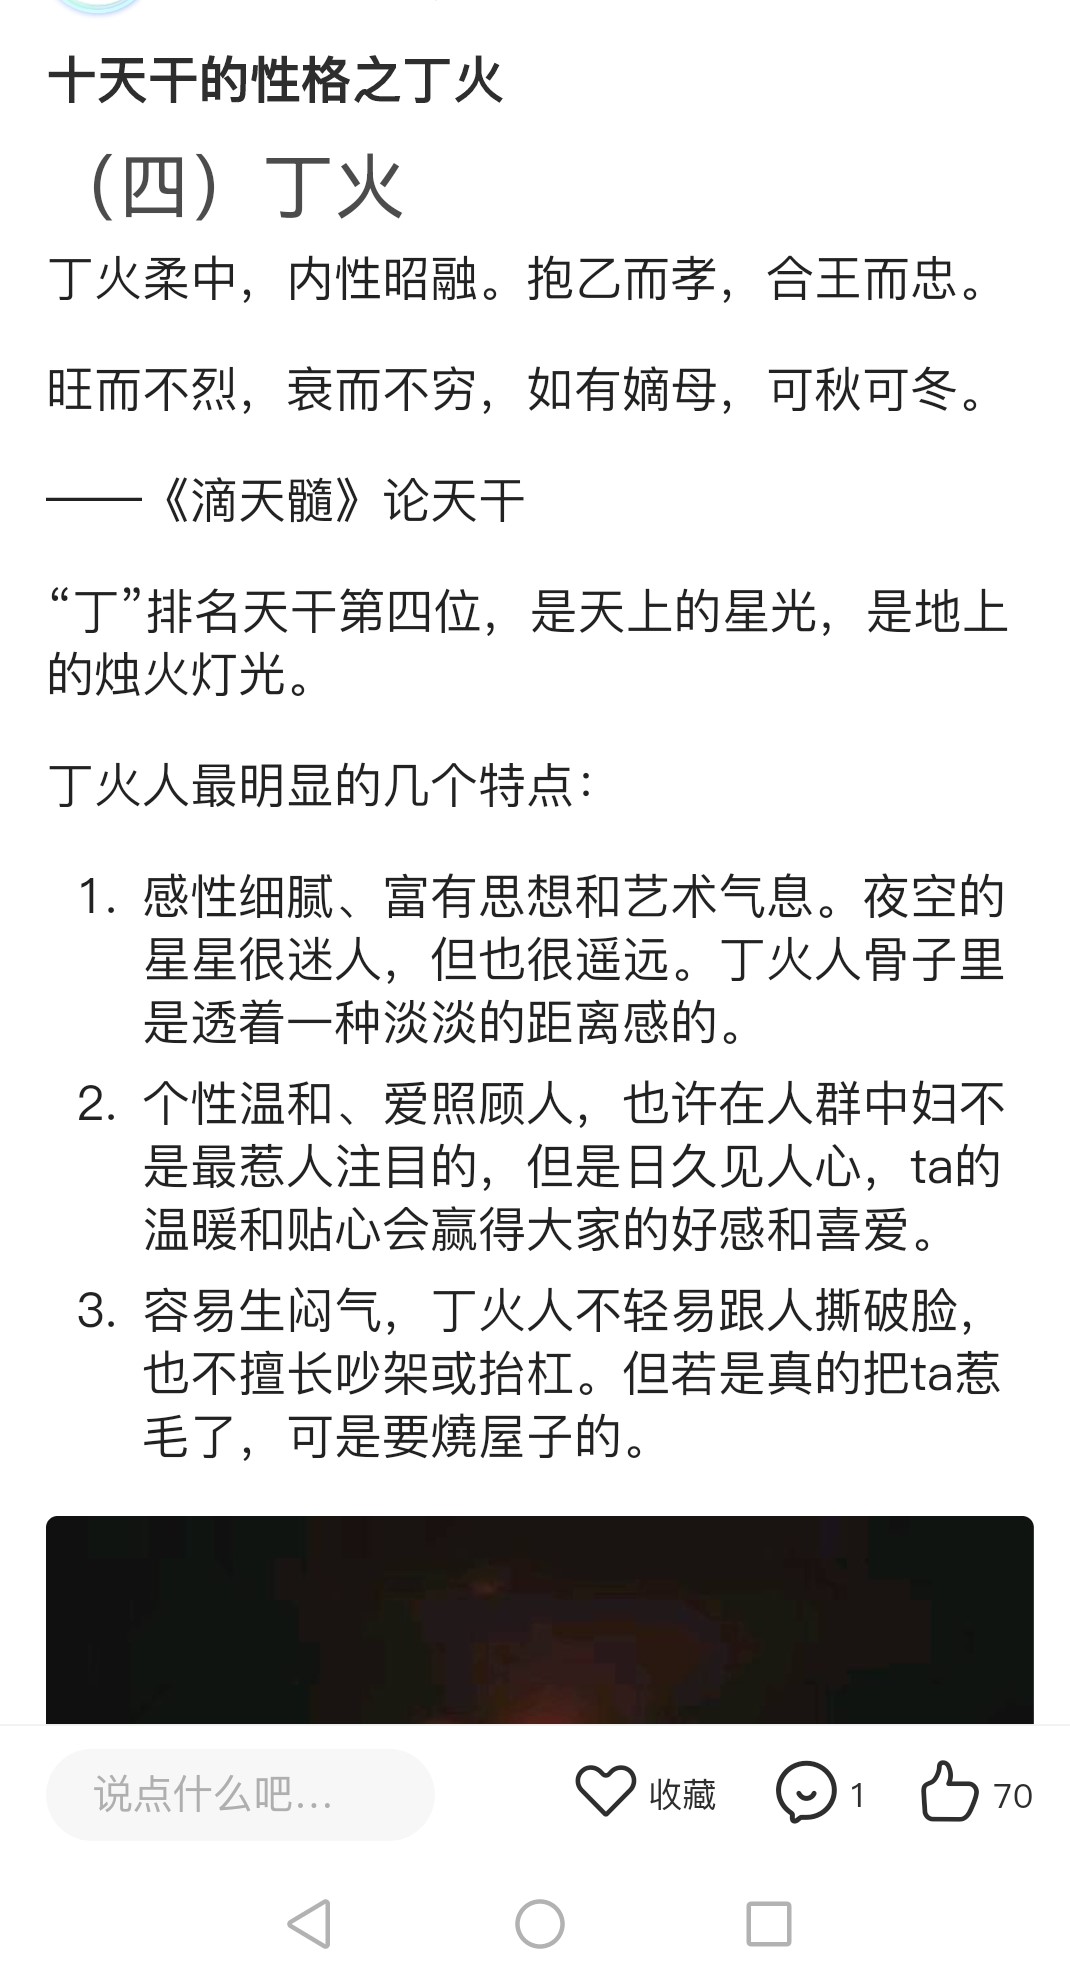 十天干的性格之丁火
（四）丁火
丁火柔中，内性昭融。抱乙而孝，合王而忠。
旺而不烈，衰而不穷，如有嫡母，可秋可冬。
——《滴天髓》论天干
“丁”排名天干第四位，是天上的星光，是地上
的烛火灯光。
丁火人最明显的几个特点：
1. 感性细腻、富有思想和艺术气息。夜空的
星星很迷人，但也很遥远。丁火人骨子里
是透着一种淡淡的距离感的。
2. 个性温和、爱照顾人，也许在人群中妇不
是最惹人注目的，但是日久见人心，ta的
温暖和贴心会赢得大家的好感和喜爱。
3. 容易生闷气，丁火人不轻易跟人撕破脸，
也不擅长吵架或抬杠。但若是真的把ta惹
毛了，可是要燒屋子的。
说点什么吧...
收藏
1
70